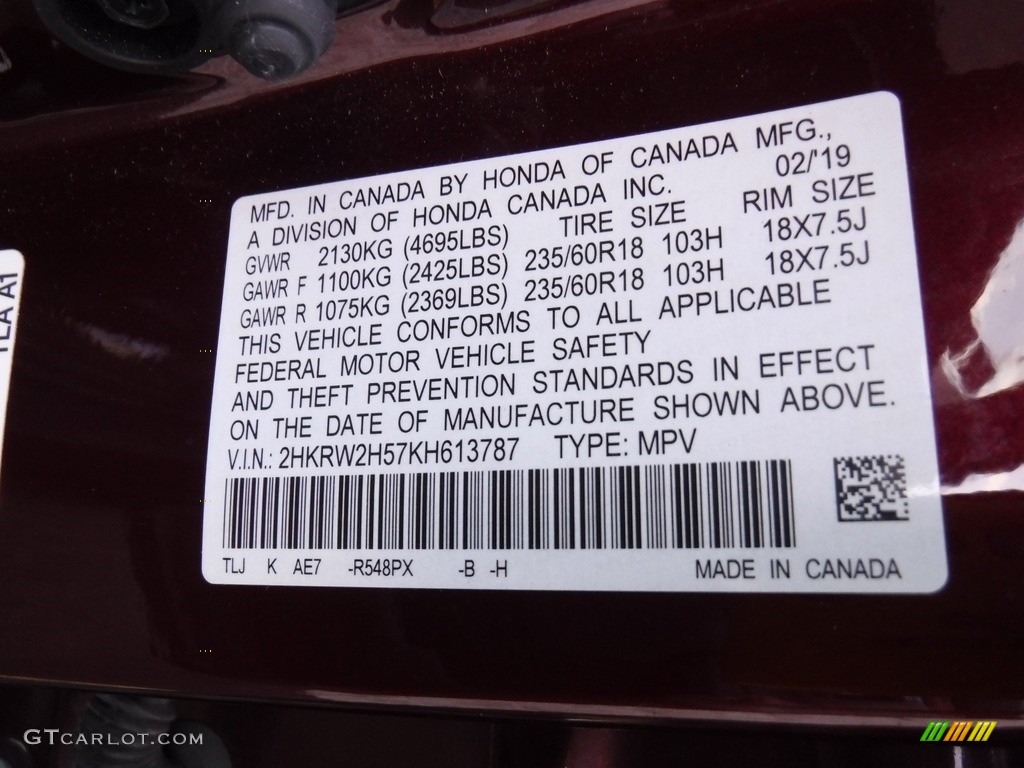 MFD. IN CANADA BY HONDA OF CANADA MFG.,
A DIVISION OF HONDA CANADA INC. 02/'19
GVWR 2130KG (4695LBS) TIRE SIZE RIM SIZE
GAWR F 1100KG (2425LBS) 235/60R18 103H 18X7.5J
GAWR R 1075KG (2369LBS) 235/60R18 103H 18X7.5J
THIS VEHICLE CONFORMS TO ALL APPLICABLE
FEDERAL MOTOR VEHICLE SAFETY
AND THEFT PREVENTION STANDARDS IN EFFECT
ON THE DATE OF MANUFACTURE SHOWN ABOVE.
V.I.N.: 2HKRW2H57KH613787 TYPE: MPV
TLJ K AE7 -R548PX -B -H MADE IN CANADA
TLA A1
GTCARLOT.COM